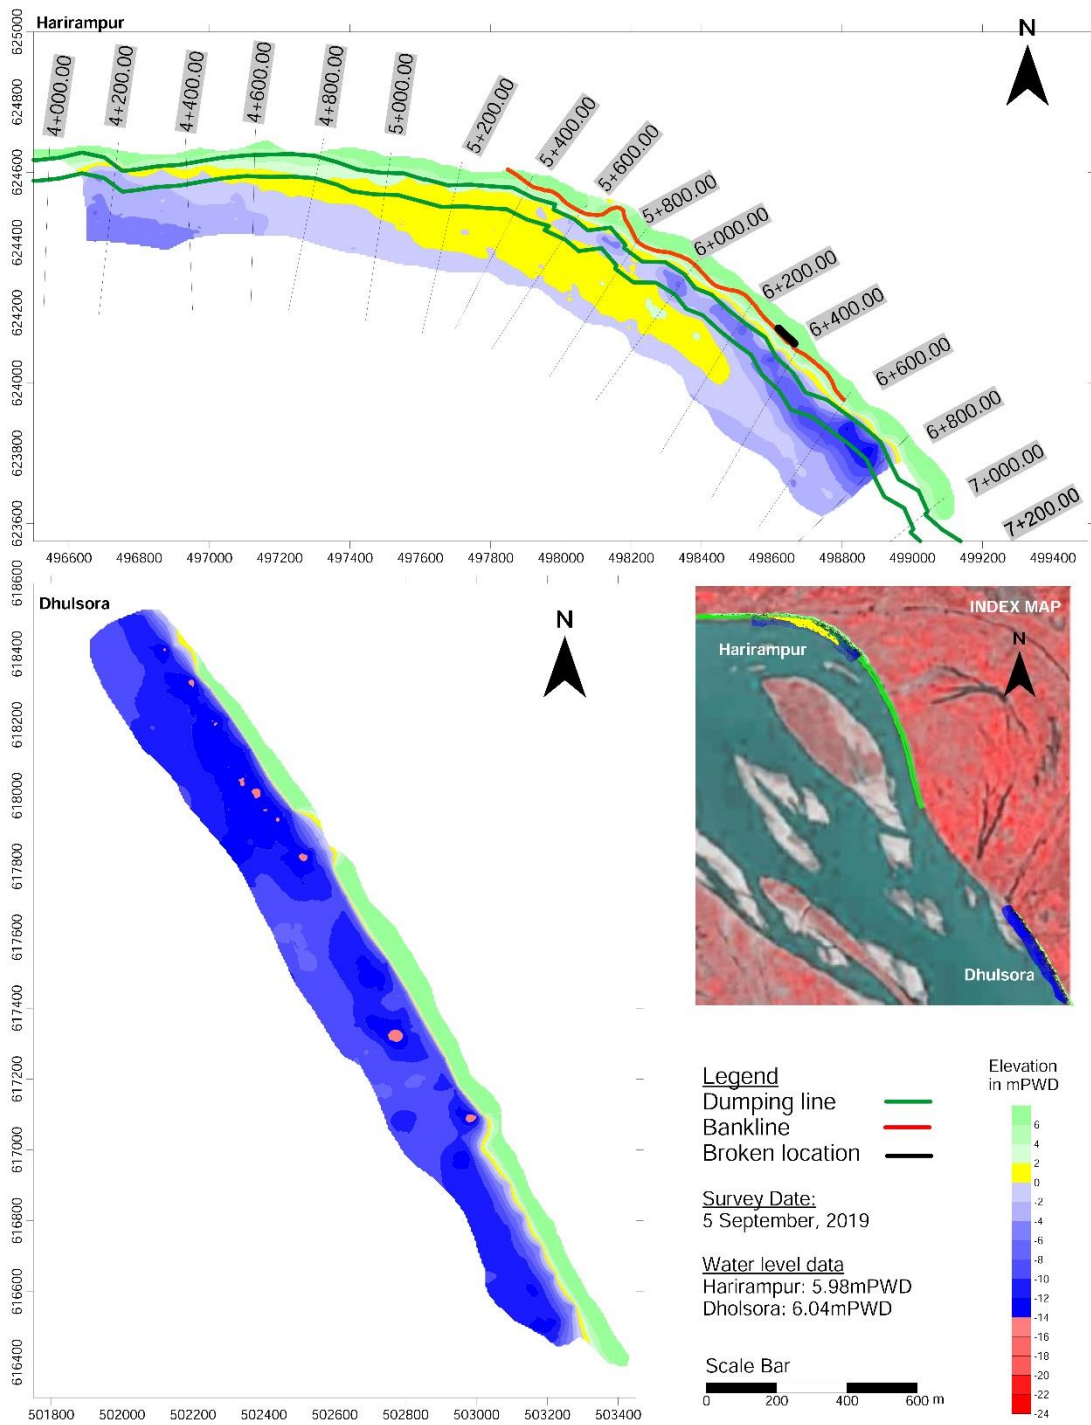 Harirampur
N
625000
624800
624600
624400
624200
624000
623800
623600
4+000.00
4+200.00
4+400.00
4+600.00
4+800.00
5+000.00
5+200.00
5+400.00
5+600.00
5+800.00
6+000.00
6+200.00
6+400.00
6+600.00
6+800.00
7+000.00
7+200.00
496600 496800 497000 497200 497400 497600 497800 498000 498200 498400 498600 498800 499000 499200 499400
Dhulsora
N
618600
618400
618200
618000
617800
617600
617400
617200
617000
616800
616600
616400
501800 502000 502200 502400 502600 502800 503000 503200 503400
INDEX MAP
N
Harirampur
Dhulsora
Legend
Dumping line
Bankline
Broken location
Survey Date:
5 September, 2019
Water level data
Harirampur: 5.98mPWD
Dholsora: 6.04mPWD
Scale Bar
0 200 400 600 m
Elevation
in mPWD
6
4
2
0
-2
-4
-6
-8
-10
-12
-14
-16
-18
-20
-22
-24